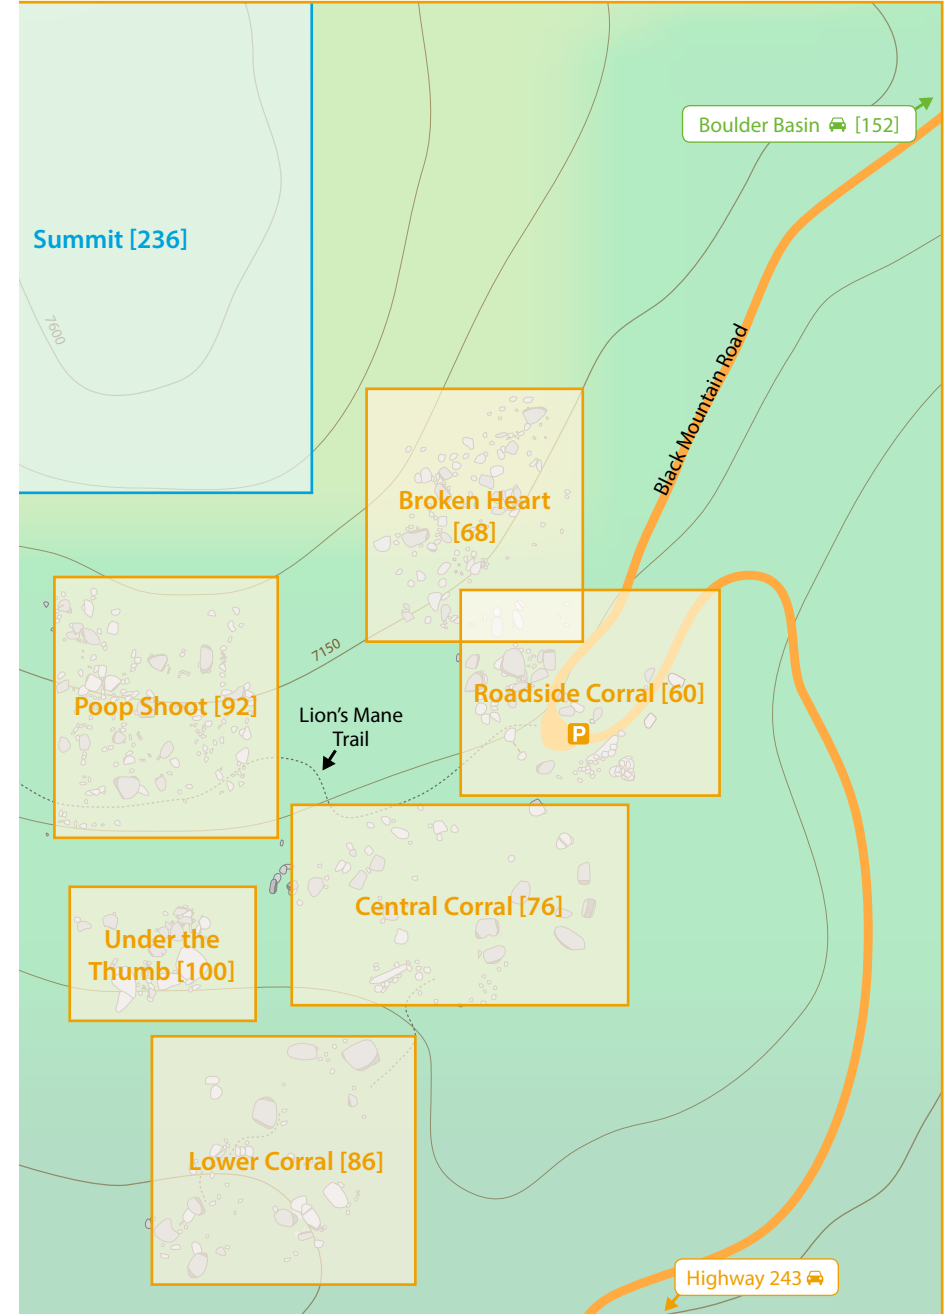 Boulder Basin [152]
Summit [236]
7600
Black Mountain Road
Broken Heart
[68]
7150
Roadside Corral [60]
Poop Shoot [92]
Lion's Mane
Trail
P
Central Corral [76]
Under the
Thumb [100]
Lower Corral [86]
Highway 243